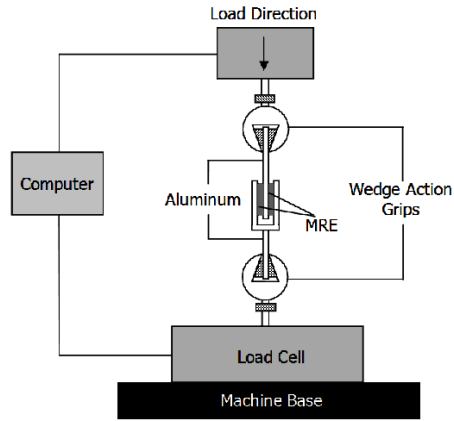 Load Direction
Computer
Aluminum
MRE
Wedge Action
Grips
Load Cell
Machine Base